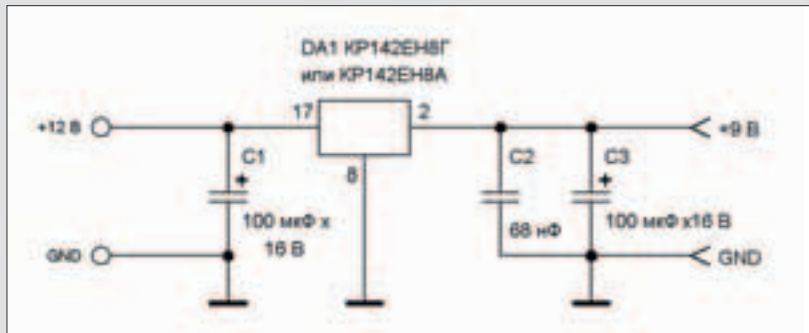 DA1 КР142ЕН8Г
или КР142ЕН8А
17
2
+12 В
+9 В
C1
+
C2
C3
+
8
100 мкФ х
16 В
68 нФ
100 мкФ х16 В
GND
GND